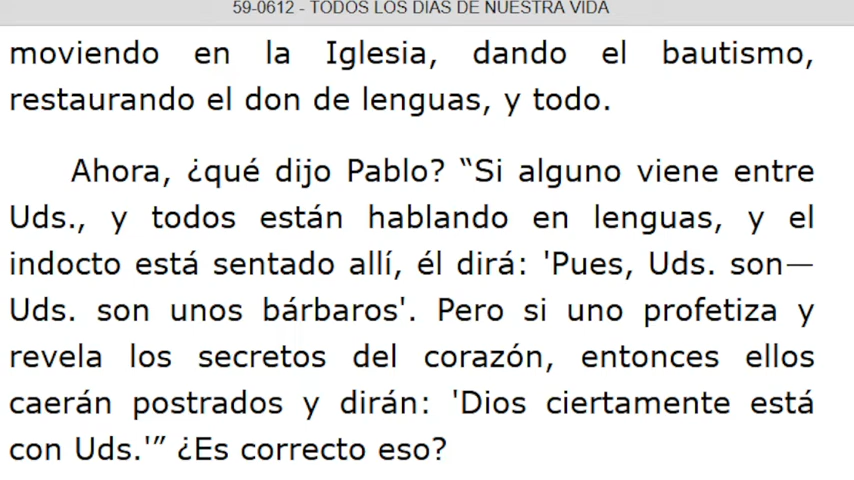 59-0612 - TODOS LOS DIAS DE NUESTRA VIDA
moviendo en la Iglesia, dando el bautismo,
restaurando el don de lenguas, y todo.
Ahora, ¿qué dijo Pablo? “Si alguno viene entre
Uds., y todos están hablando en lenguas, y el
indocto está sentado allí, él dirá: 'Pues, Uds. son—
Uds. son unos bárbaros'. Pero si uno profetiza y
revela los secretos del corazón, entonces ellos
caerán postrados y dirán: 'Dios ciertamente está
con Uds.'” ¿Es correcto eso?